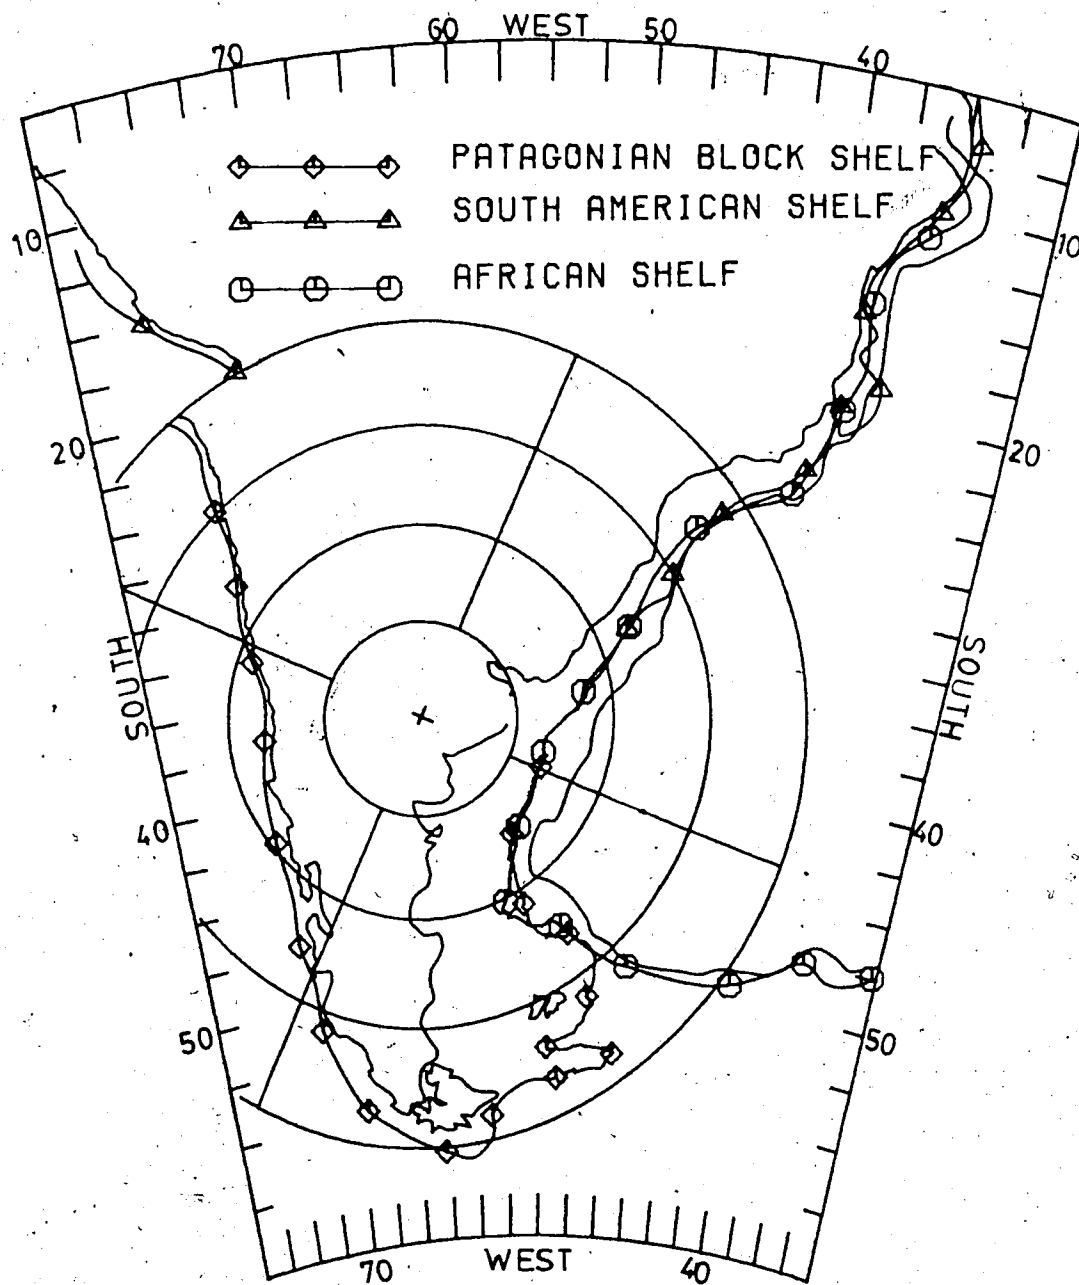 70 60 WEST 50 40
PATAGONIAN BLOCK SHELF
SOUTH AMERICAN SHELF
AFRICAN SHELF
10 10
20 20
SOUTH SOUTH
40 40
50 50
70 WEST 40